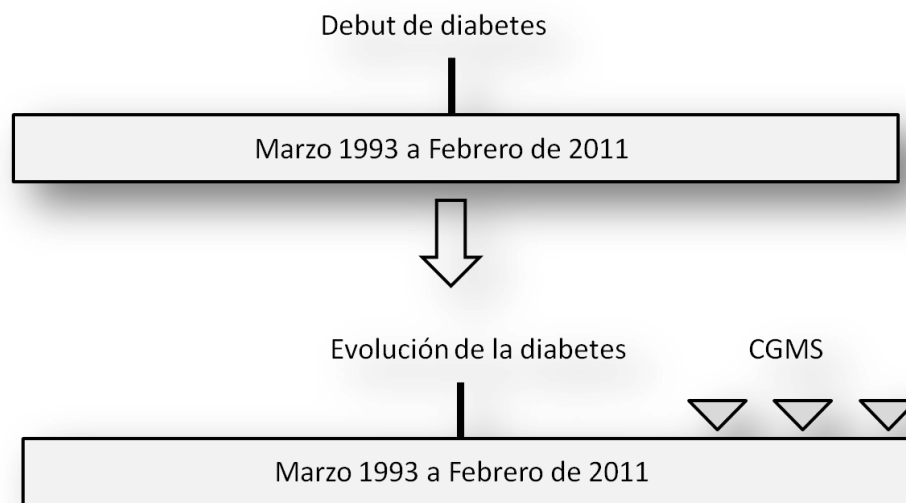 Debut de diabetes
Marzo 1993 a Febrero de 2011
Evolución de la diabetes CGMS
Marzo 1993 a Febrero de 2011